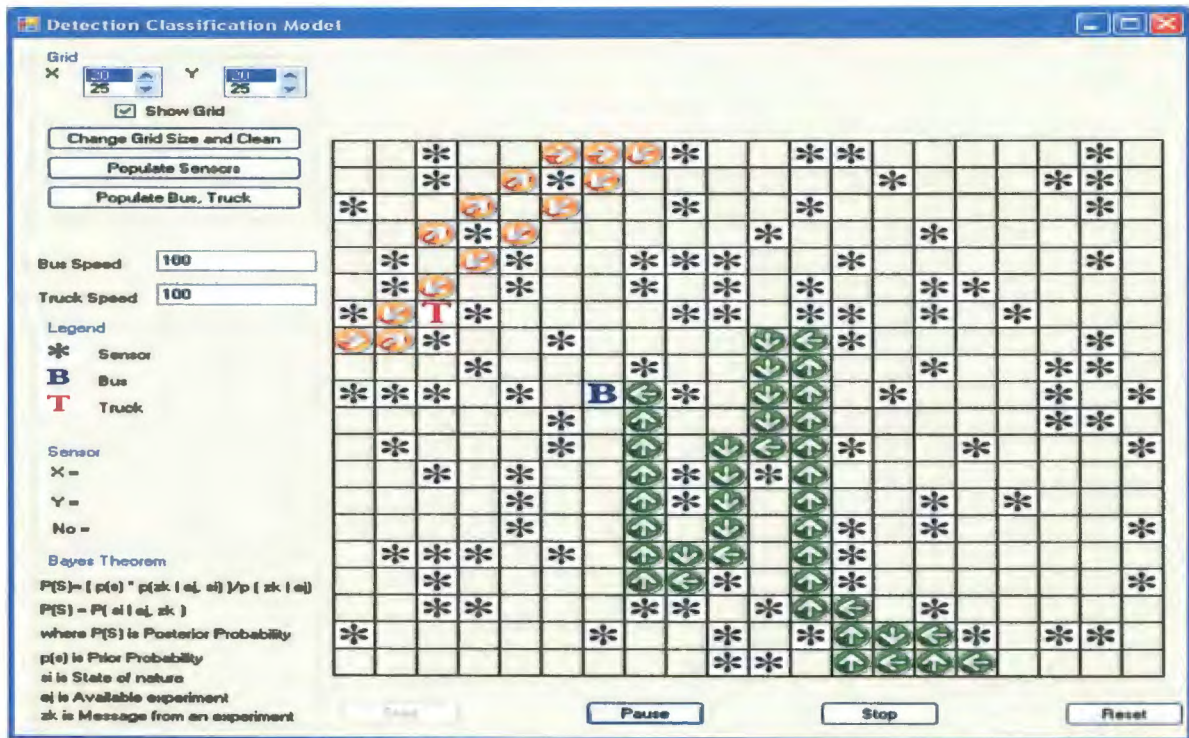 Detection Classification Model
Grid
X 20 25 Y 20 25
Show Grid
Change Grid Size and Clean
Populate Sensors
Populate Bus, Truck
Bus Speed 100
Truck Speed 100
Legend
Sensor
B Bus
T Truck
Sensor
X =
Y =
No =
Bayes Theorem
P(S)= [ p(s) * p(zk | ej, si) ]/p ( zk | ej)
P(S) = P( si | ej, zk )
where P(S) is Posterior Probability
p(s) is Prior Probability
si is State of nature
ej is Available experiment
zk is Message from an experiment
T
B
Pause Stop Reset